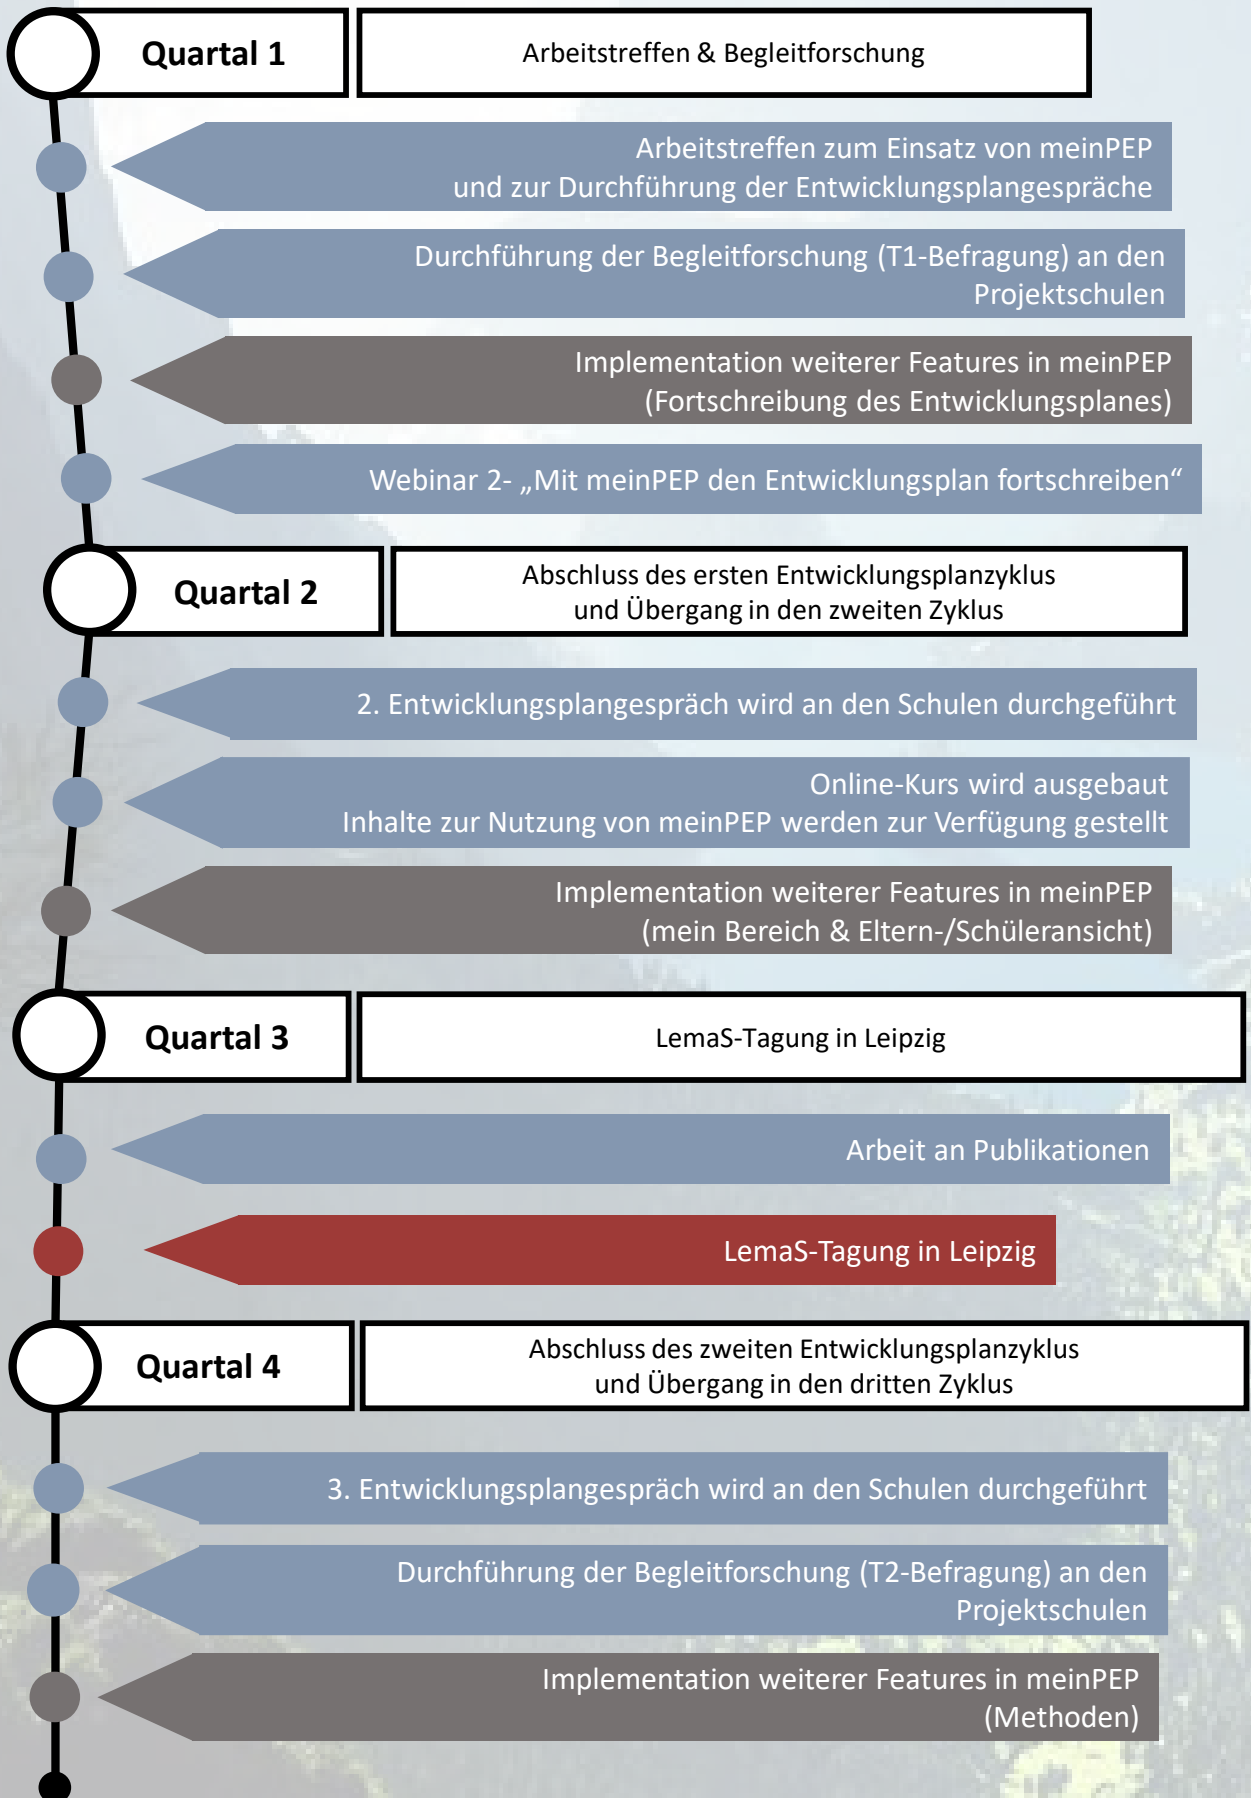 Quartal 1
Arbeitstreffen & Begleitforschung
Arbeitstreffen zum Einsatz von meinPEP
und zur Durchführung der Entwicklungsplangespräche
Durchführung der Begleitforschung (T1-Befragung) an den
Projektschulen
Implementation weiterer Features in meinPEP
(Fortschreibung des Entwicklungsplanes)
Webinar 2- „Mit meinPEP den Entwicklungsplan fortschreiben“
Quartal 2
Abschluss des ersten Entwicklungsplanzyklus
und Übergang in den zweiten Zyklus
2. Entwicklungsplangespräch wird an den Schulen durchgeführt
Online-Kurs wird ausgebaut
Inhalte zur Nutzung von meinPEP werden zur Verfügung gestellt
Implementation weiterer Features in meinPEP
(mein Bereich & Eltern-/Schüleransicht)
Quartal 3
LemaS-Tagung in Leipzig
Arbeit an Publikationen
LemaS-Tagung in Leipzig
Quartal 4
Abschluss des zweiten Entwicklungsplanzyklus
und Übergang in den dritten Zyklus
3. Entwicklungsplangespräch wird an den Schulen durchgeführt
Durchführung der Begleitforschung (T2-Befragung) an den
Projektschulen
Implementation weiterer Features in meinPEP
(Methoden)